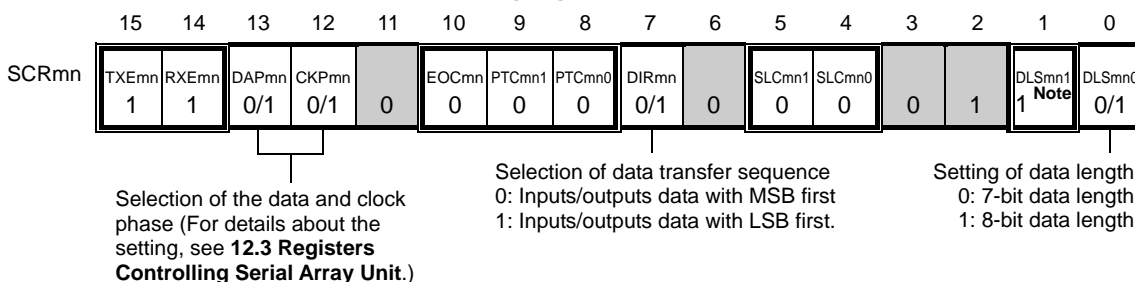 15 14 13 12 11 10 9 8 7 6 5 4 3 2 1 0
SCRmn
TXEmn RXEmn DAPmn CKPmn EOCmn PTCmn1 PTCmn0 DIRmn SLCmn1 SLCmn0 DLSmn1 DLSmn0
1 1 0/1 0/1 0 0 0 0 0/1 0 0 0 0 1 1 Note 0/1
Selection of the data and clock
phase (For details about the
setting, see 12.3 Registers
Controlling Serial Array Unit.)
Selection of data transfer sequence
0: Inputs/outputs data with MSB first
1: Inputs/outputs data with LSB first.
Setting of data length
0: 7-bit data length
1: 8-bit data length